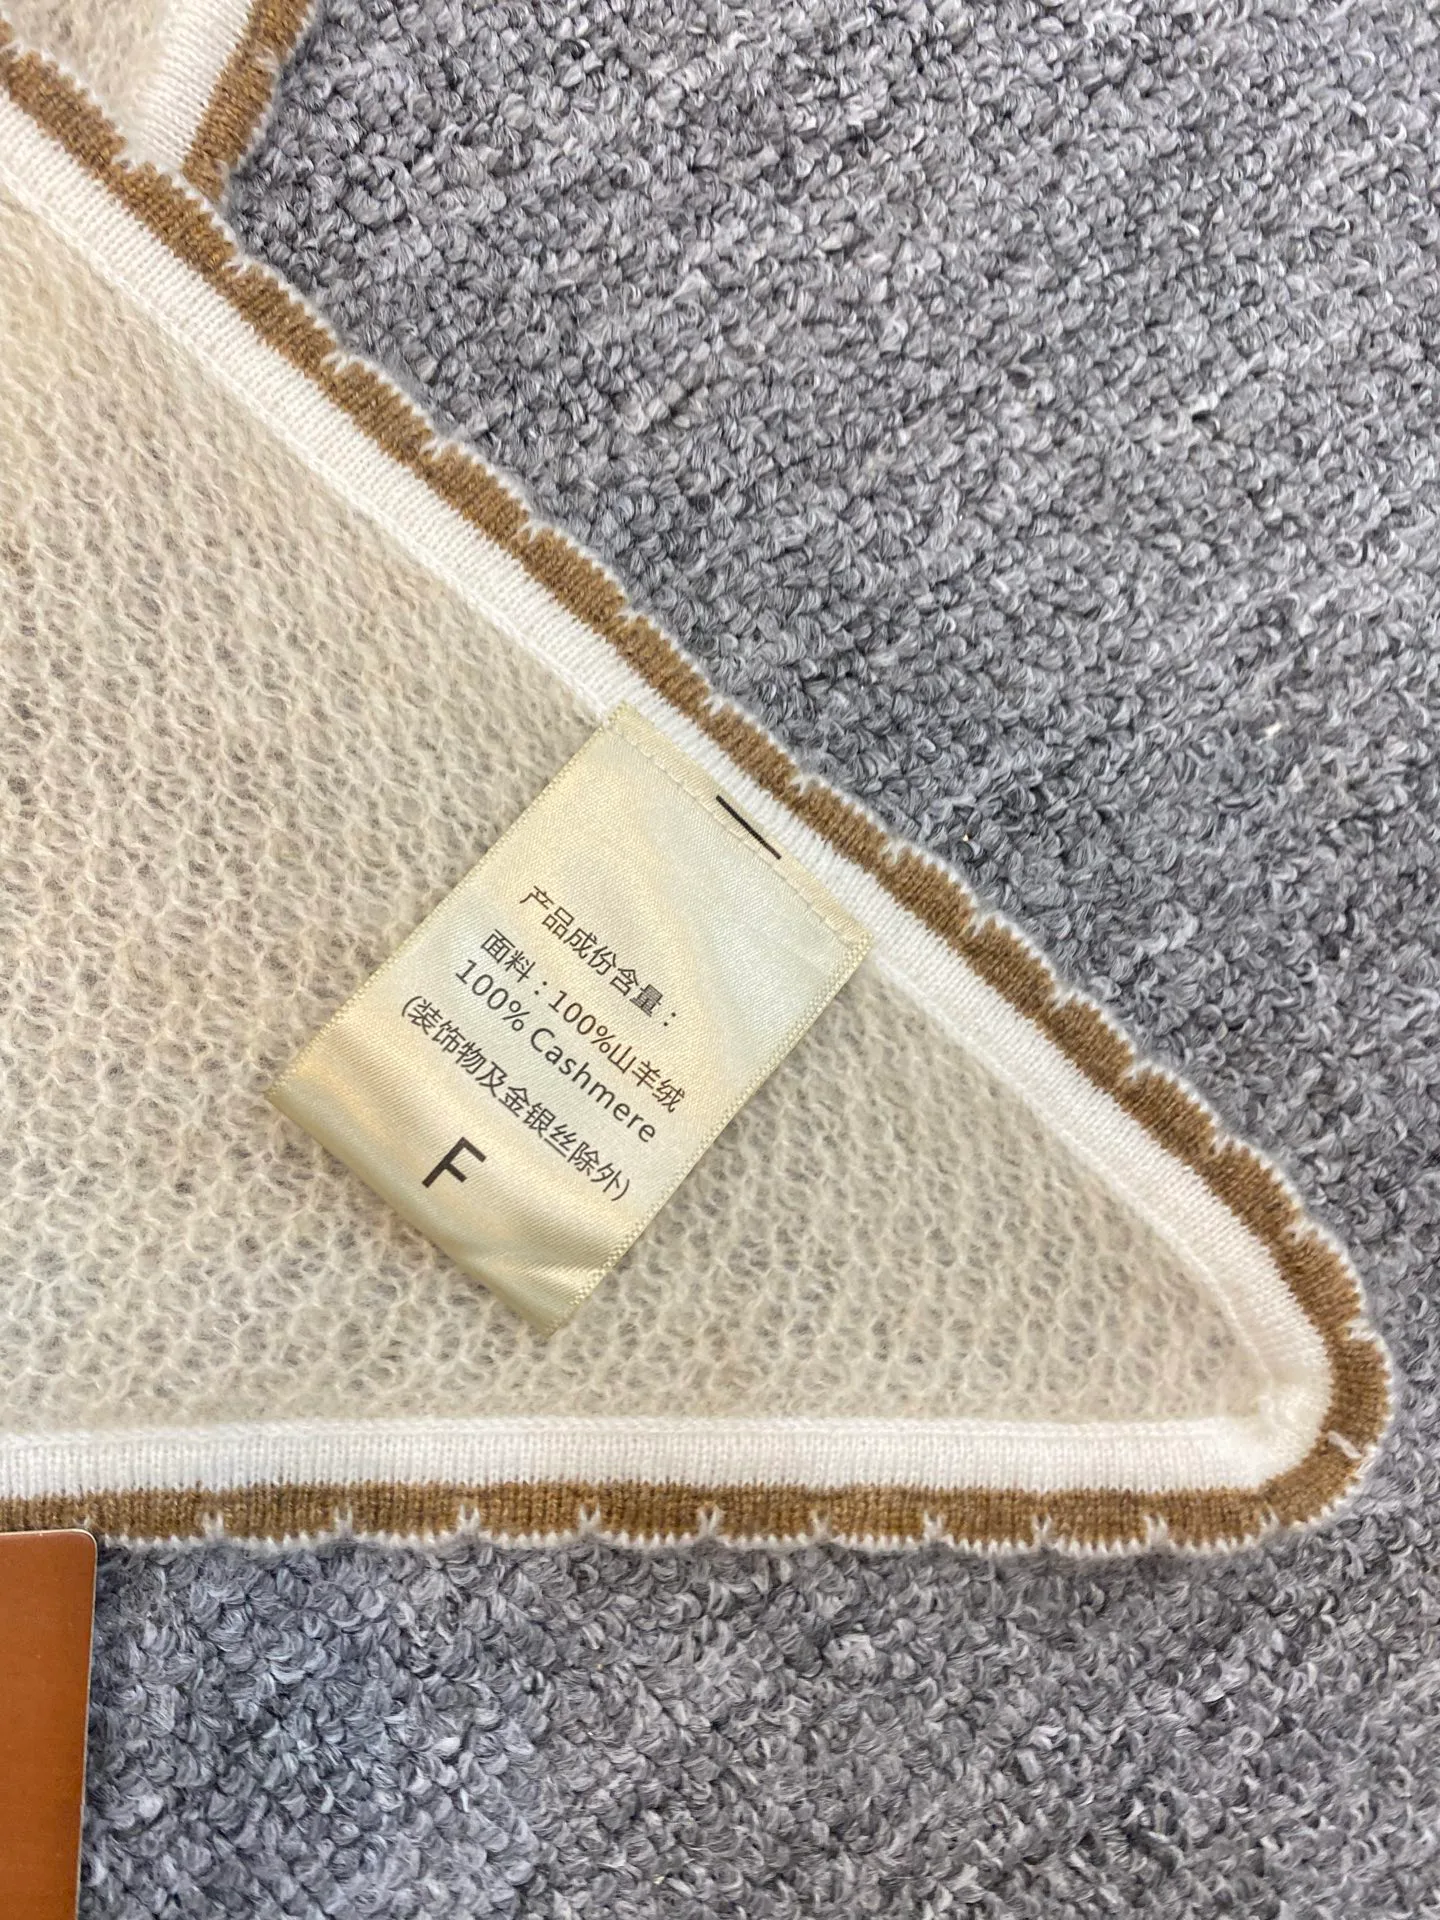 产品成份含量：
面料：100%山羊绒
100% Cashmere
(装饰物及金银丝除外)
F